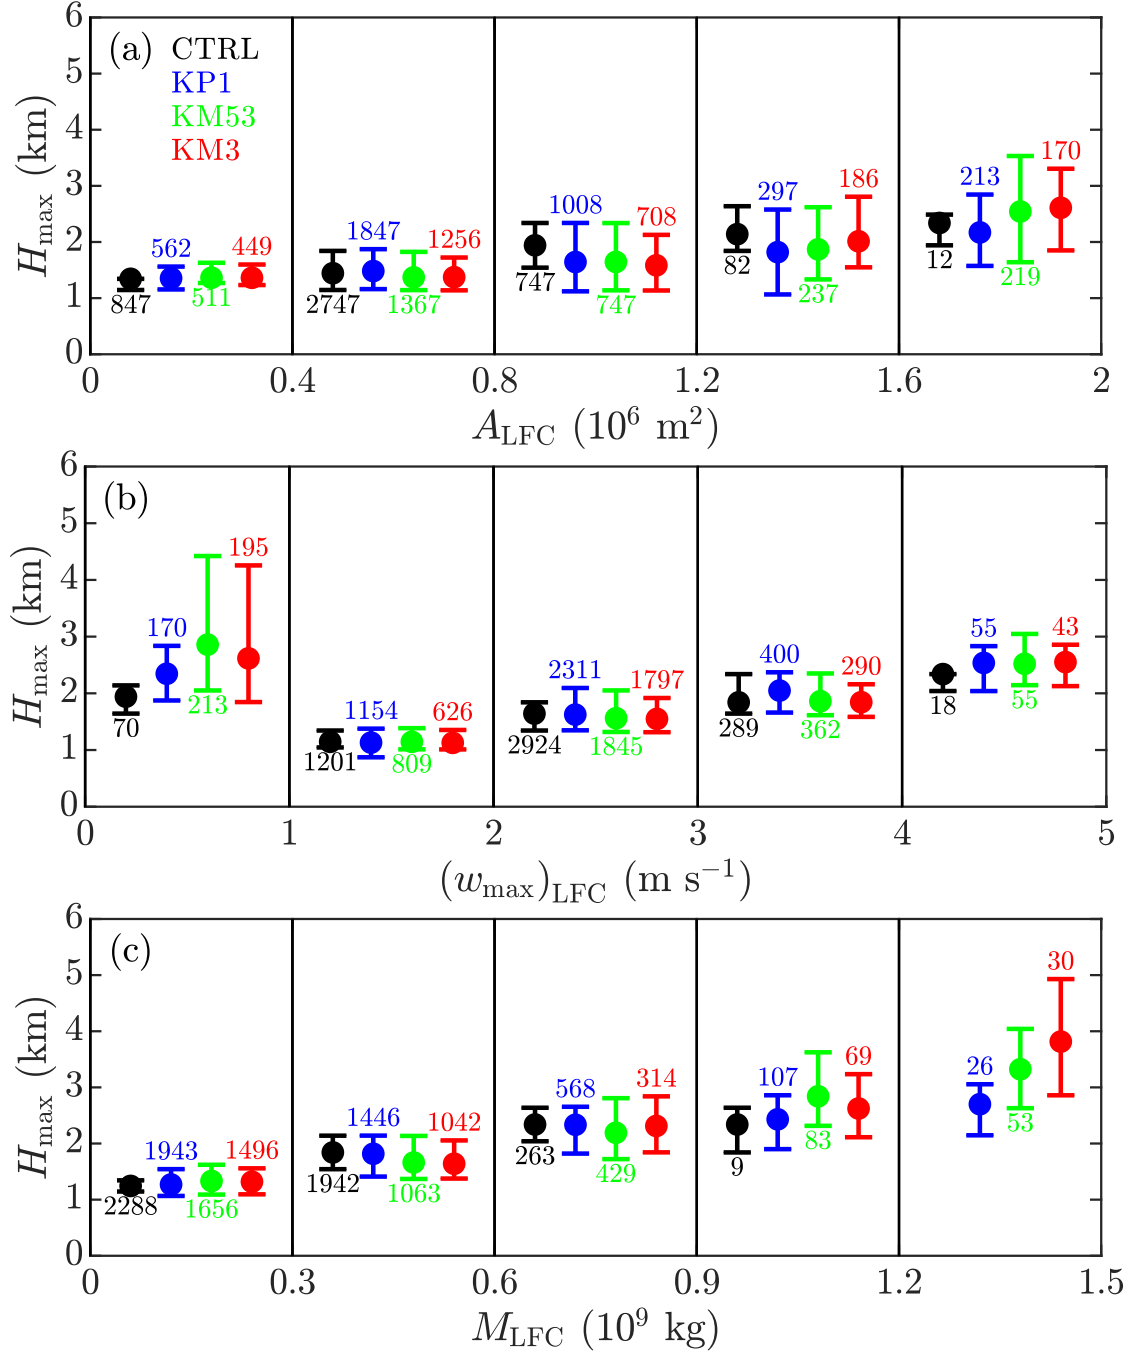 6
(a) CTRL
KP1
KM53
KM3
5
4
3
2
1
0
H_max (km)
847 562 511 449
2747 1847 1367 1256
747 1008 747 708
82 297 237 186
12 213 219 170
0 0.4 0.8 1.2 1.6 2
A_LFC (10^6 m^2)
6
(b)
5
4
3
2
1
0
H_max (km)
70 170 213 195
1201 1154 809 626
2924 2311 1845 1797
289 400 362 290
18 55 55 43
0 1 2 3 4 5
(w_max)_LFC (m s^−1)
6
(c)
5
4
3
2
1
0
H_max (km)
2288 1943 1656 1496
1942 1446 1063 1042
263 568 429 314
9 107 83 69
26 53 30
0 0.3 0.6 0.9 1.2 1.5
M_LFC (10^9 kg)